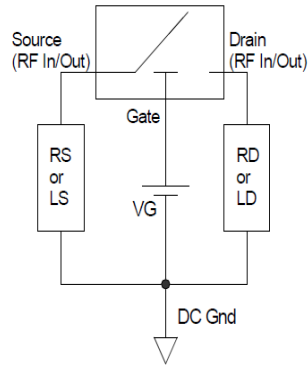 Source
(RF In/Out)
Drain
(RF In/Out)
Gate
RS
or
LS
RD
or
LD
VG
DC Gnd